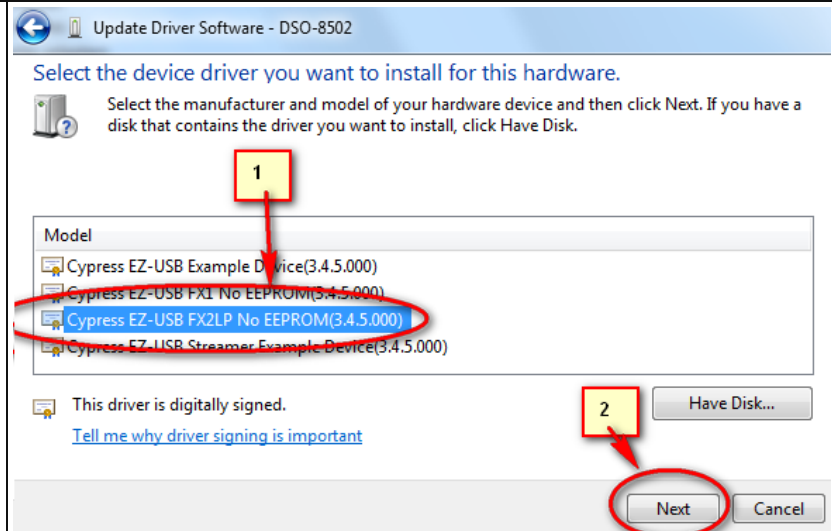 Update Driver Software - DSO-8502
Select the device driver you want to install for this hardware.
Select the manufacturer and model of your hardware device and then click Next. If you have a
disk that contains the driver you want to install, click Have Disk.
1
Model
Cypress EZ-USB Example Device(3.4.5.000)
Cypress EZ-USB FX1 No EEPROM(3.4.5.000)
Cypress EZ-USB FX2LP No EEPROM(3.4.5.000)
Cypress EZ-USB Streamer Example Device(3.4.5.000)
This driver is digitally signed.
2
Have Disk...
Tell me why driver signing is important
Next
Cancel